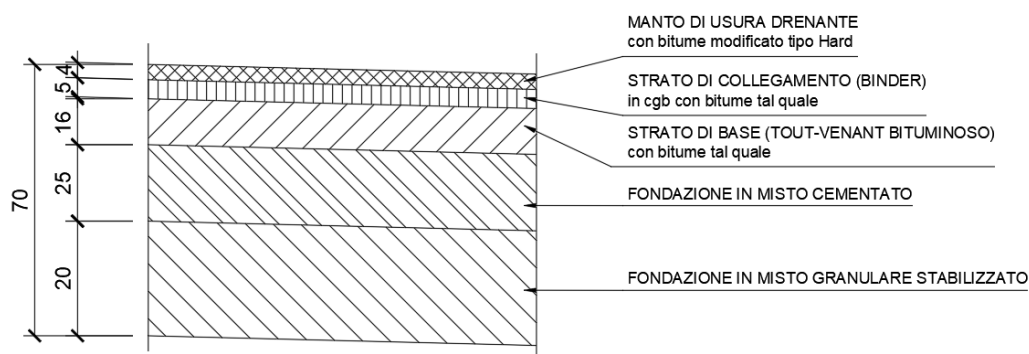 MANTO DI USURA DRENANTE
con bitume modificato tipo Hard
STRATO DI COLLEGAMENTO (BINDER)
in cgb con bitume tal quale
STRATO DI BASE (TOUT-VENANT BITUMINOSO)
con bitume tal quale
FONDAZIONE IN MISTO CEMENTATO
FONDAZIONE IN MISTO GRANULARE STABILIZZATO
4
5
16
25
20
70